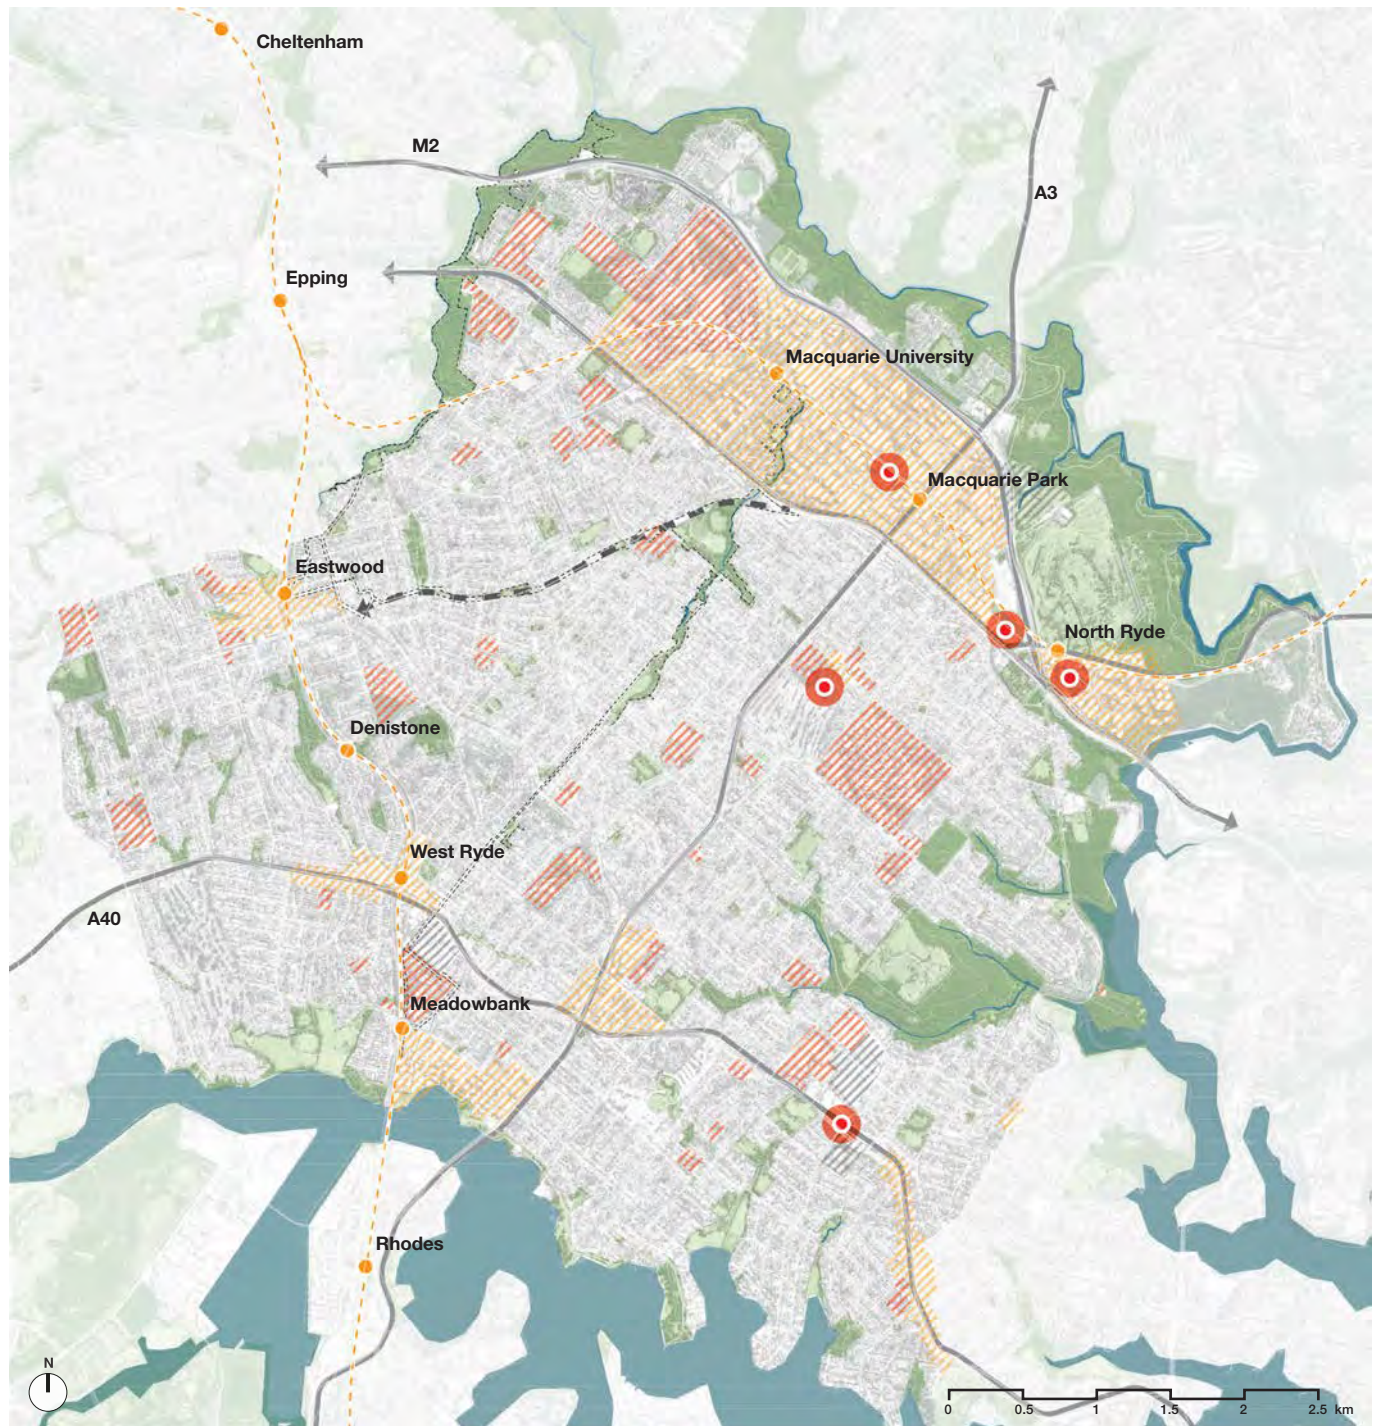 Cheltenham
M2
A3
Epping
Macquarie University
Macquarie Park
Eastwood
North Ryde
Denistone
West Ryde
A40
Meadowbank
Rhodes
N
0 0.5 1 1.5 2 2.5 km